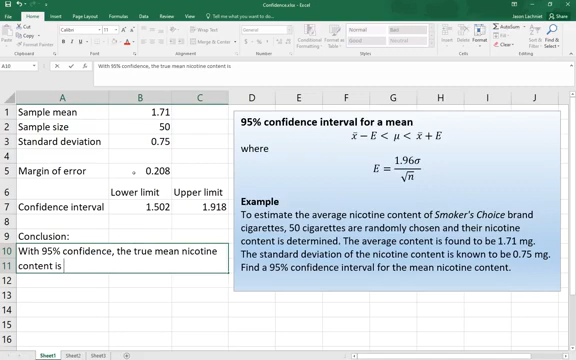 Confidence.xlsx - Excel
Jason Lachniet
File Home Insert Page Layout Formulas Data Review View Tell me what you want to do...
Share
Cut
Copy
Format Painter
Calibri 11
General
Wrap Text
Merge & Center
Conditional Formatting
Format as Table
Normal Bad
Good
Insert Delete Format
AutoSum
Fill
Clear
Sort & Filter
Find & Select
Clipboard Font Alignment Number Styles Cells Editing
A10 With 95% confidence, the true mean nicotine content is
A B C D E F G H I J
1 Sample mean 1.71
2 Sample size 50
3 Standard deviation 0.75
4
5 Margin of error 0.208
6 Lower limit Upper limit
7 Confidence interval 1.502 1.918
8
9 Conclusion:
10 With 95% confidence, the true mean nicotine
11 content is
12
13
14
15
16
95% confidence interval for a mean
x̄ − E < μ < x̄ + E
where
E = 1.96σ / √n
Example
To estimate the average nicotine content of Smoker's Choice brand
cigarettes, 50 cigarettes are randomly chosen and their nicotine
content is determined. The average content is found to be 1.71 mg.
The standard deviation of the nicotine content is known to be 0.75 mg.
Find a 95% confidence interval for the mean nicotine content.
Sheet1 Sheet2 Sheet3